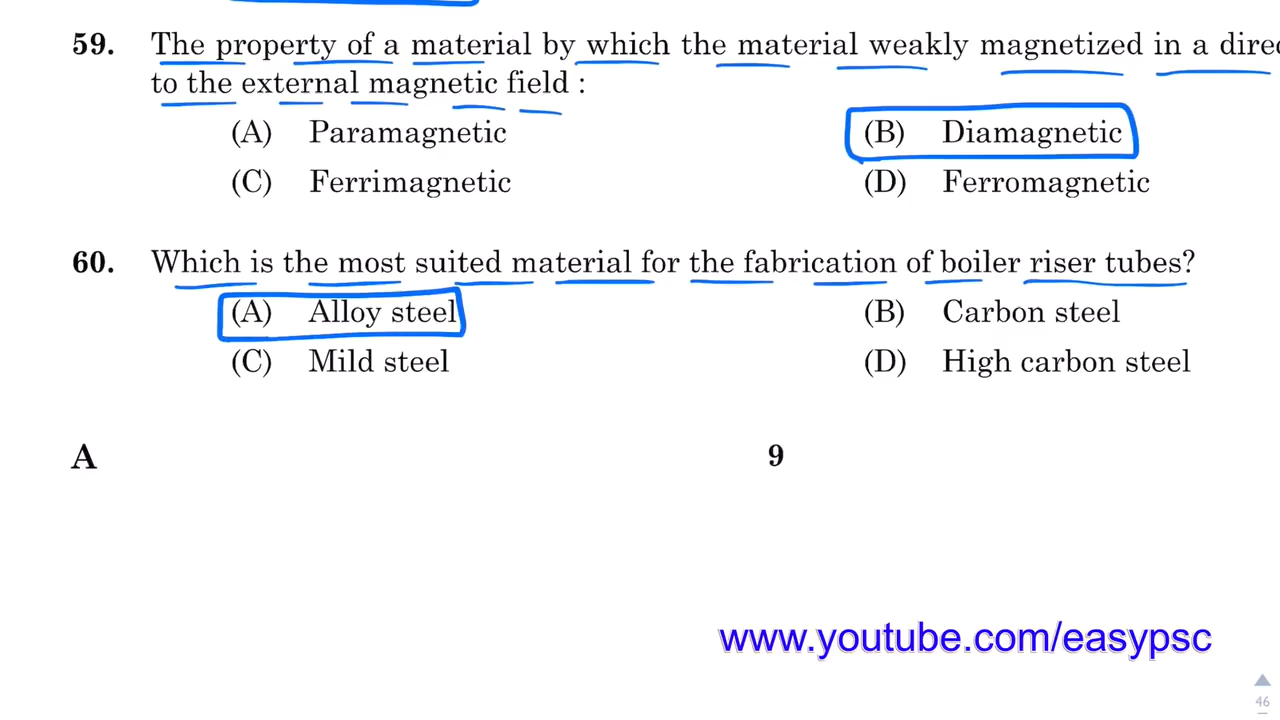 59. The property of a material by which the material weakly magnetized in a
to the external magnetic field :
(A) Paramagnetic (B) Diamagnetic
(C) Ferrimagnetic (D) Ferromagnetic
60. Which is the most suited material for the fabrication of boiler riser tubes?
(A) Alloy steel (B) Carbon steel
(C) Mild steel (D) High carbon steel
A 9
www.youtube.com/easypsc
46